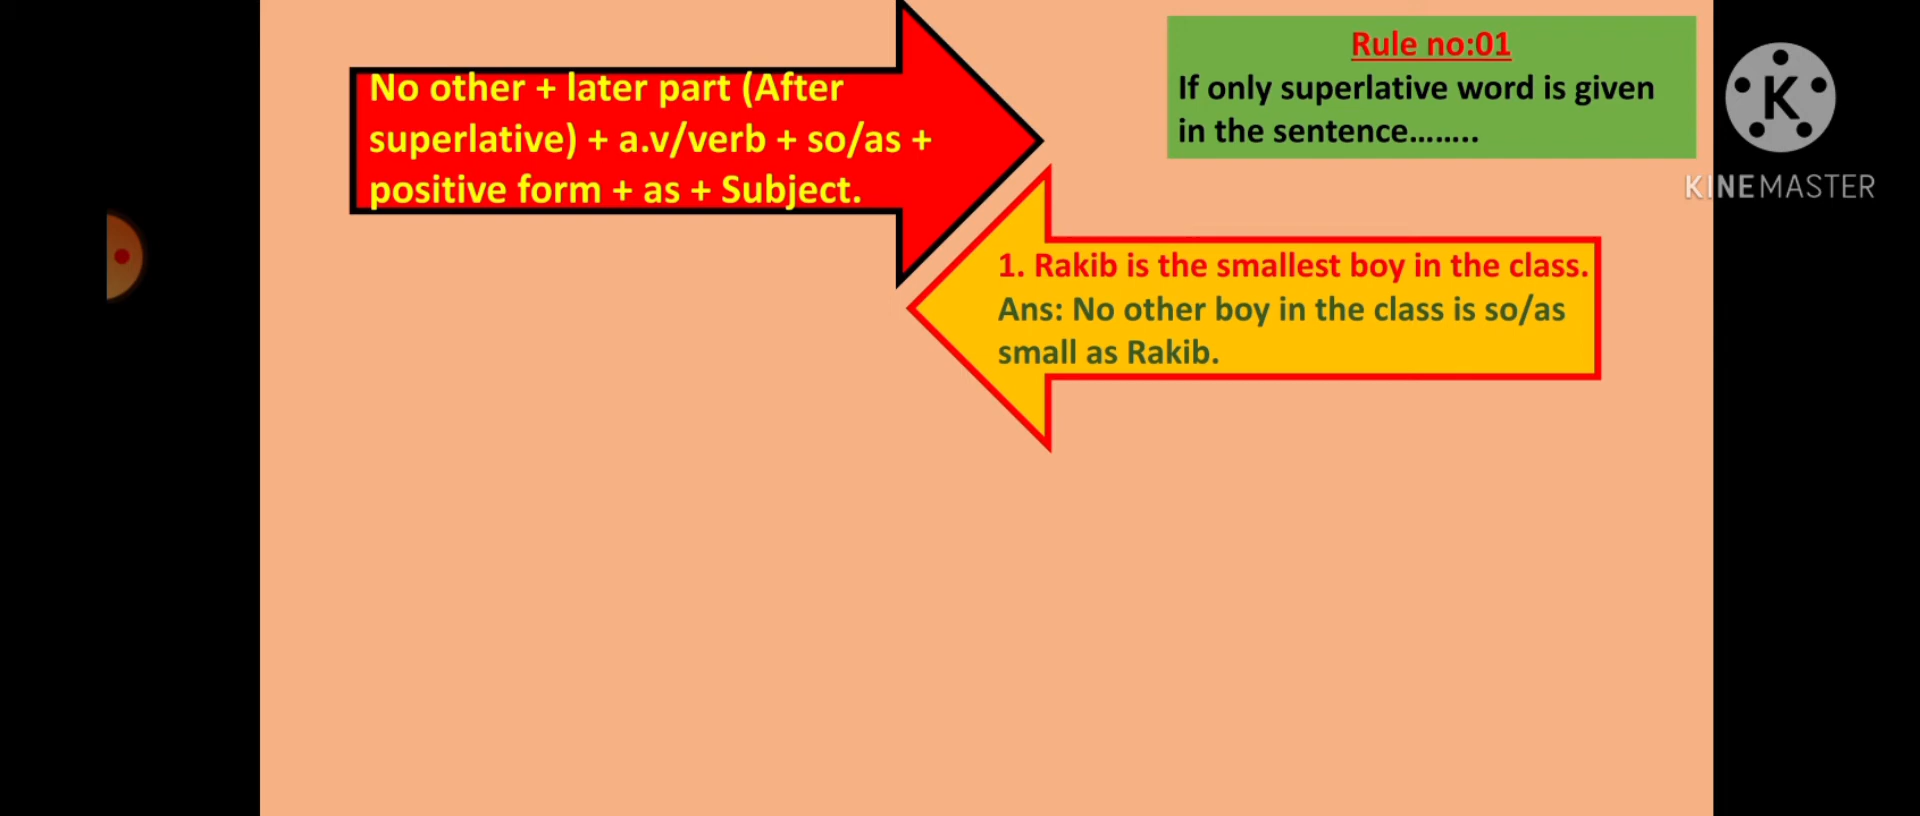 No other + later part (After
superlative) + a.v/verb + so/as +
positive form + as + Subject.
Rule no:01
If only superlative word is given
in the sentence……..
K
KINEMASTER
1. Rakib is the smallest boy in the class.
Ans: No other boy in the class is so/as
small as Rakib.